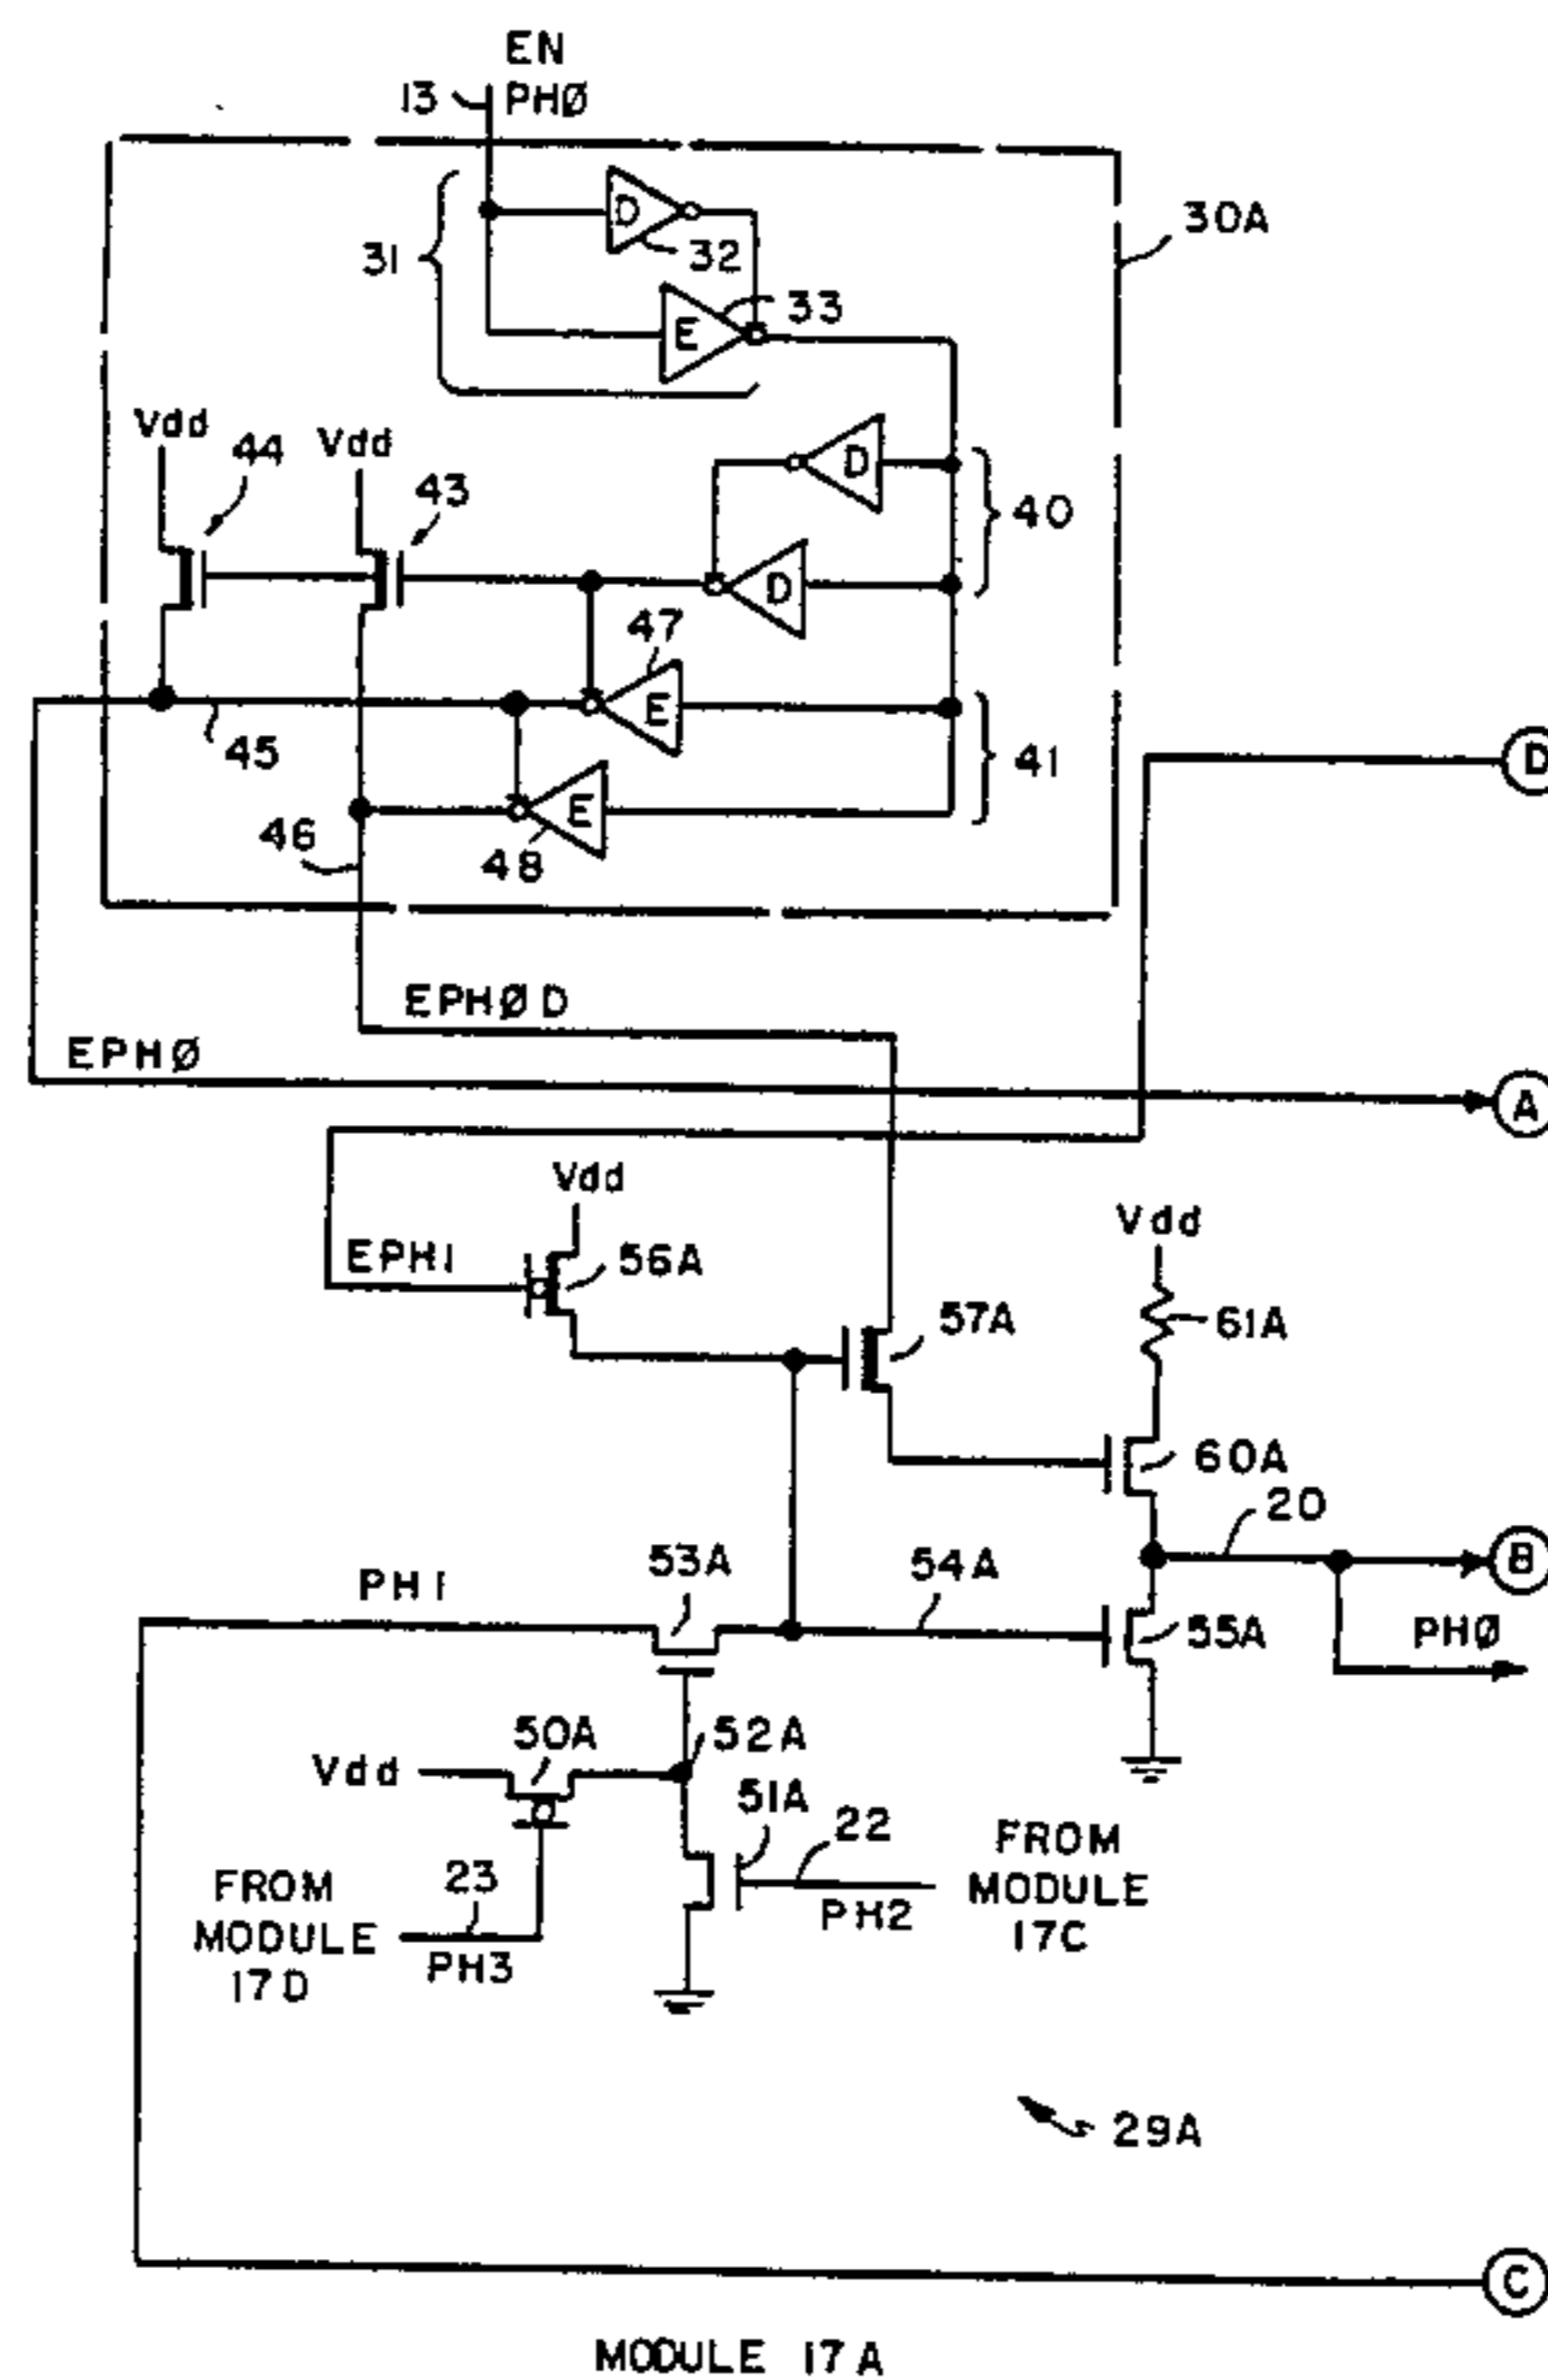 EN
13 PHØ
30A
D
32
31
33
E
Vdd
44
Vdd
43
D
40
D
47
E
45
41
D
E
46
48
EPHØD
EPHØ
A
Vdd
Vdd
EPH1
56A
57A
61A
60A
20
53A
54A
B
PH1
55A
PHØ
50A
52A
Vdd
51A
22
FROM
MODULE
17C
23
FROM
MODULE
17D
PH2
PH3
29A
C
MODULE 17A